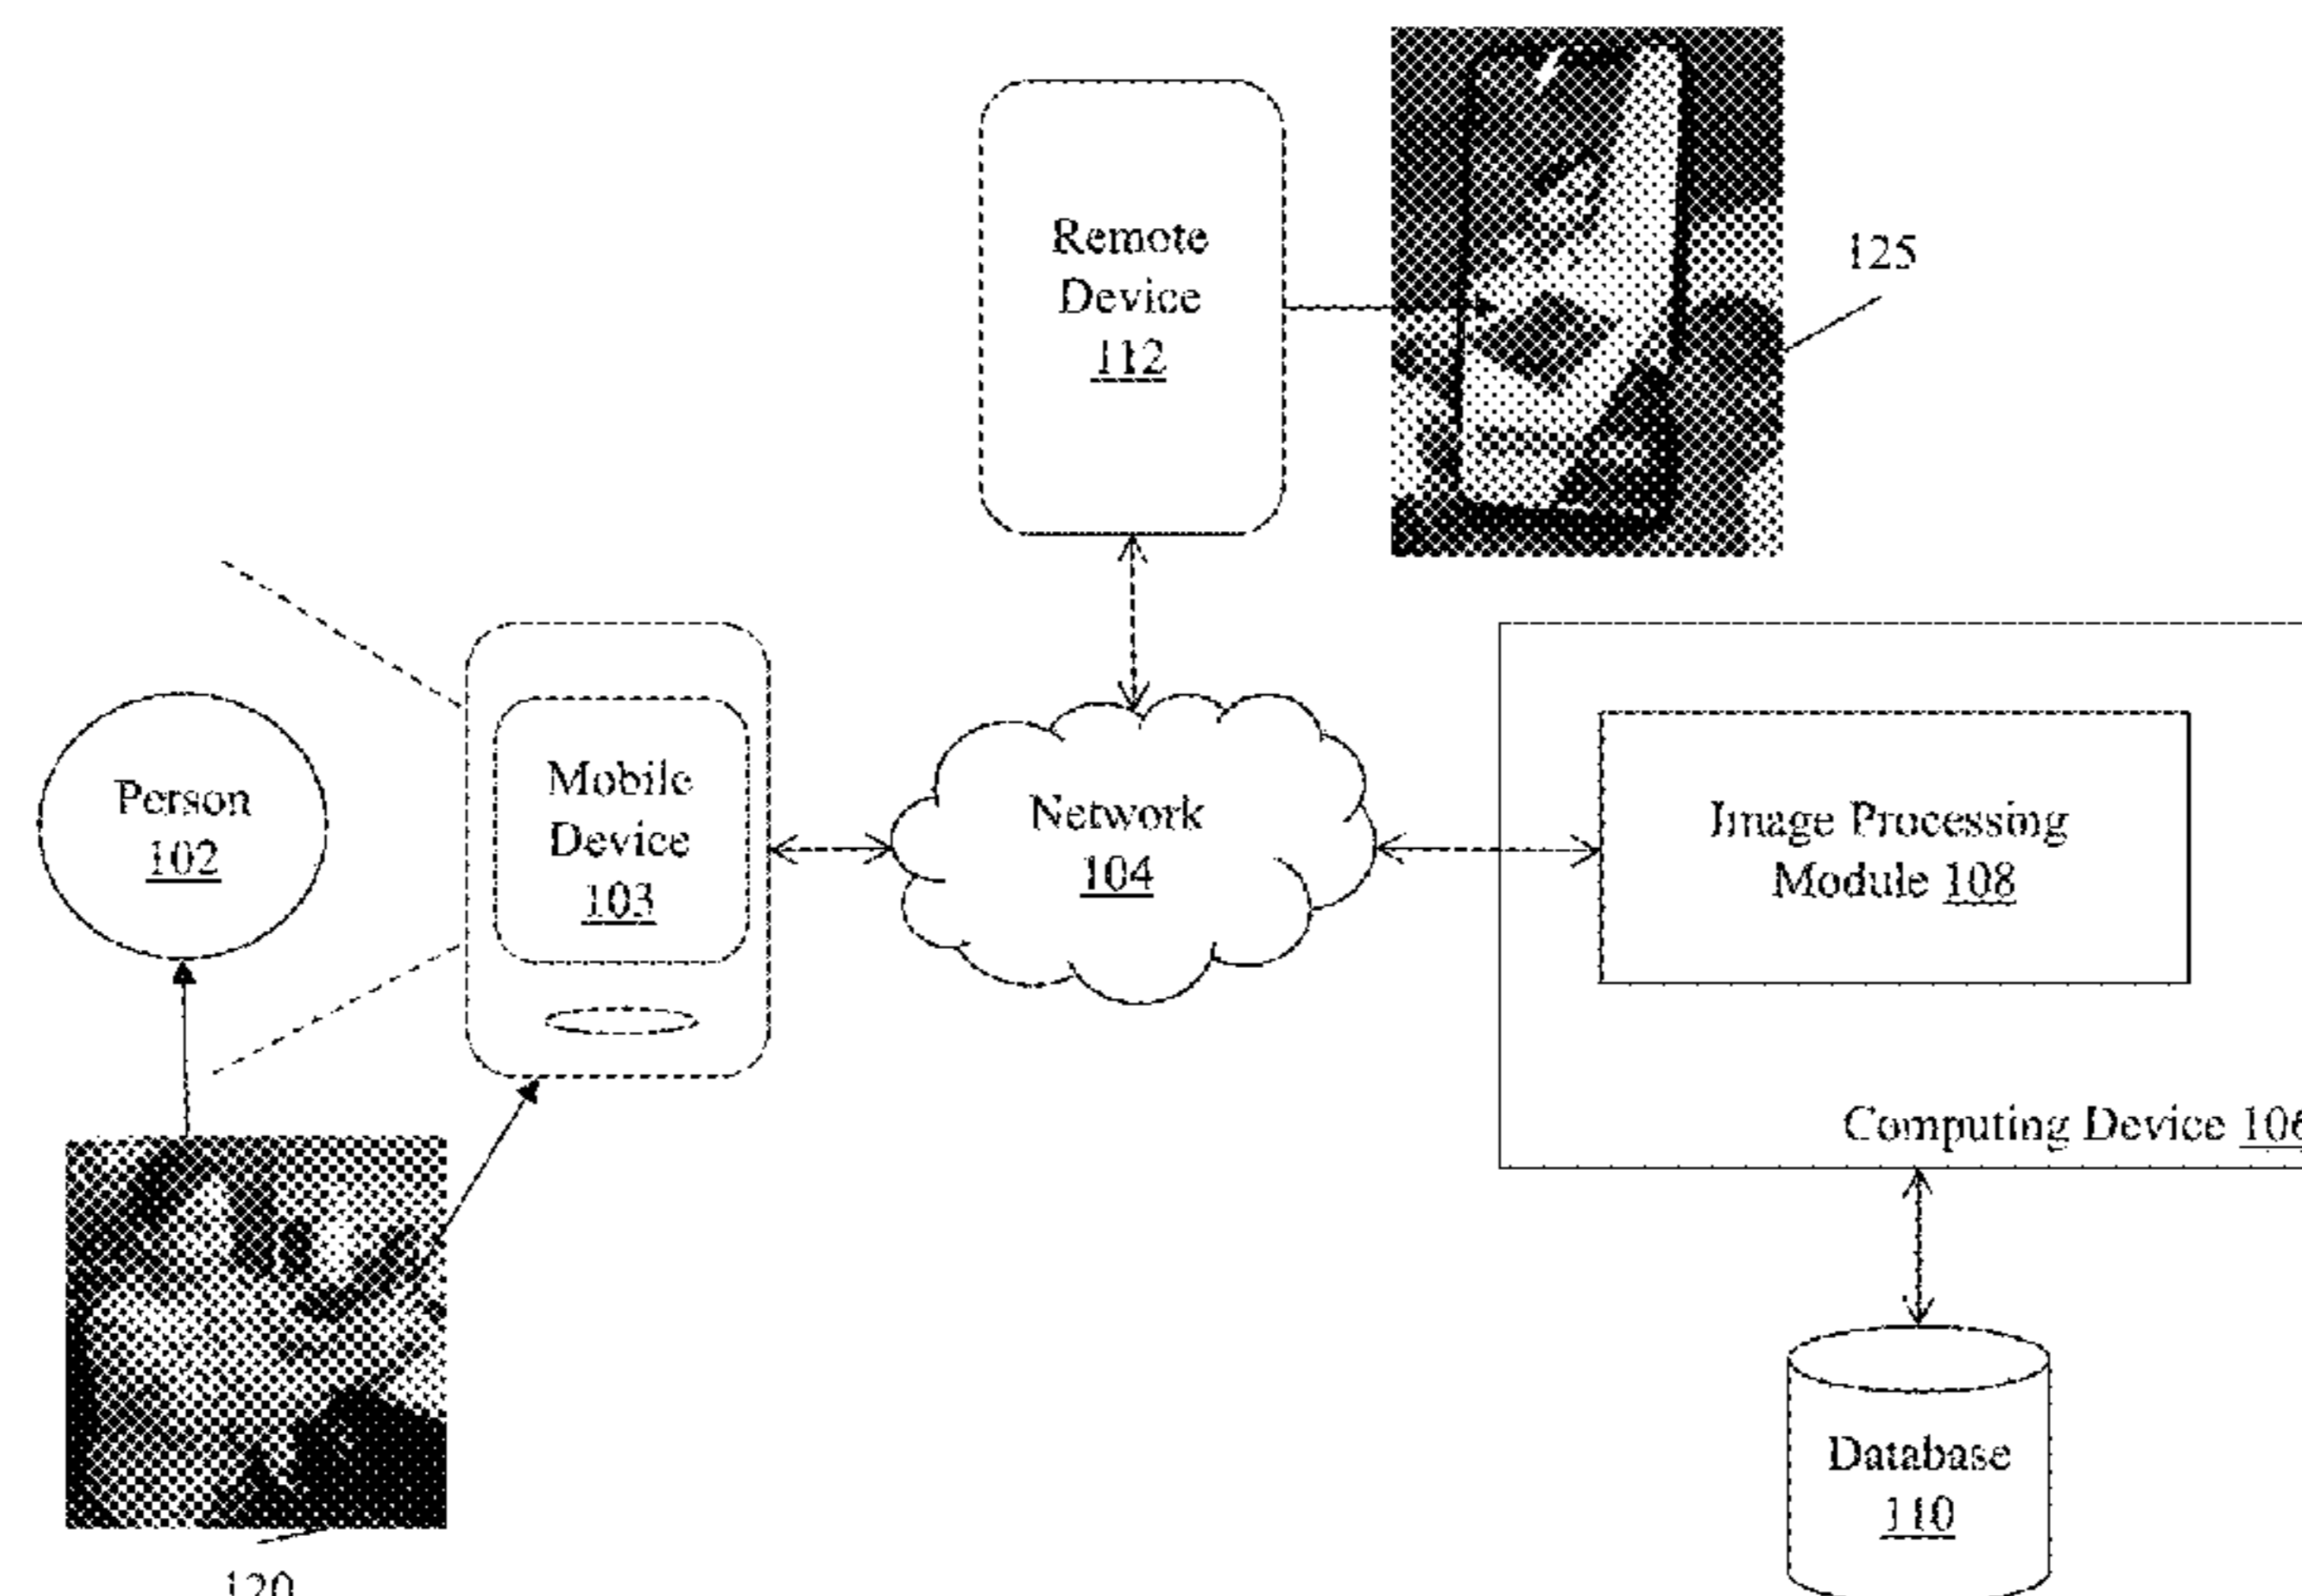 Remote
Device
112
125
Person
102
Mobile
Device
103
Network
104
Image Processing
Module 108
Computing Device 106
Database
110
120